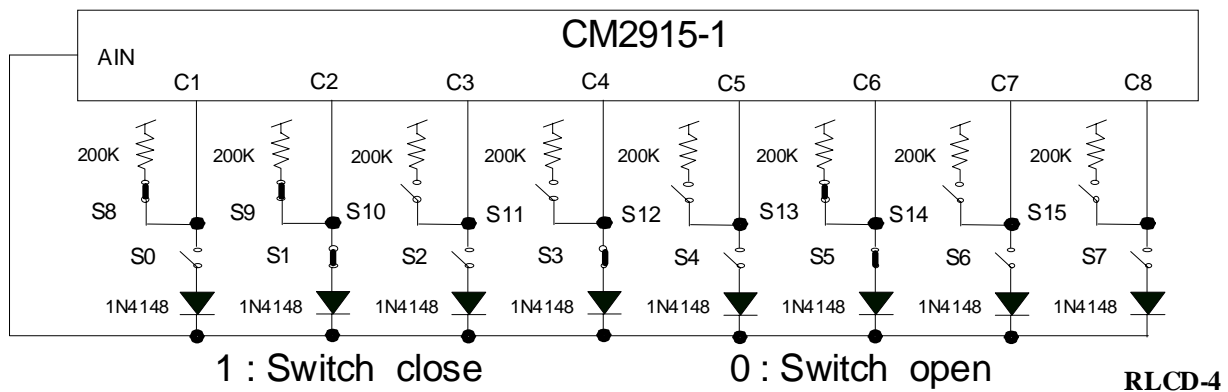 CM2915-1
AIN
C1 C2 C3 C4 C5 C6 C7 C8
200K 200K 200K 200K 200K 200K 200K 200K
S8 S9 S10 S11 S12 S13 S14 S15
S0 S1 S2 S3 S4 S5 S6 S7
1N4148 1N4148 1N4148 1N4148 1N4148 1N4148 1N4148 1N4148
1 : Switch close 0 : Switch open
RLCD-4